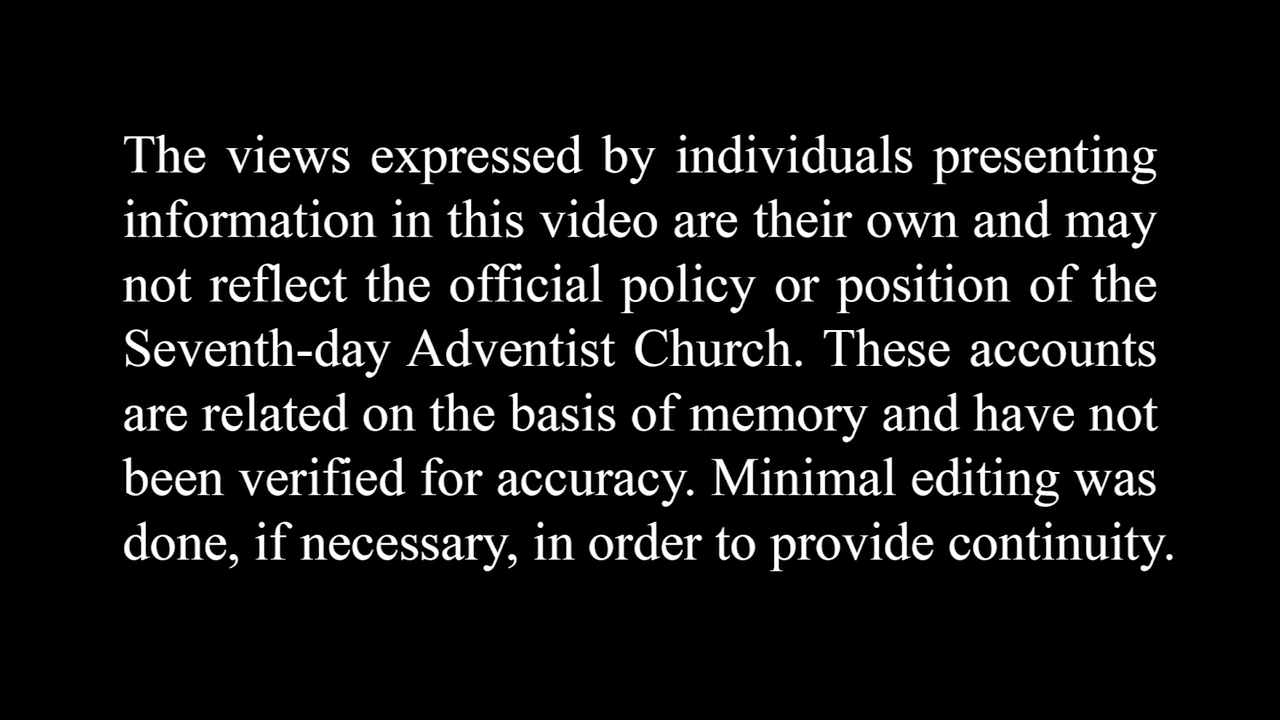 The views expressed by individuals presenting
information in this video are their own and may
not reflect the official policy or position of the
Seventh-day Adventist Church. These accounts
are related on the basis of memory and have not
been verified for accuracy. Minimal editing was
done, if necessary, in order to provide continuity.